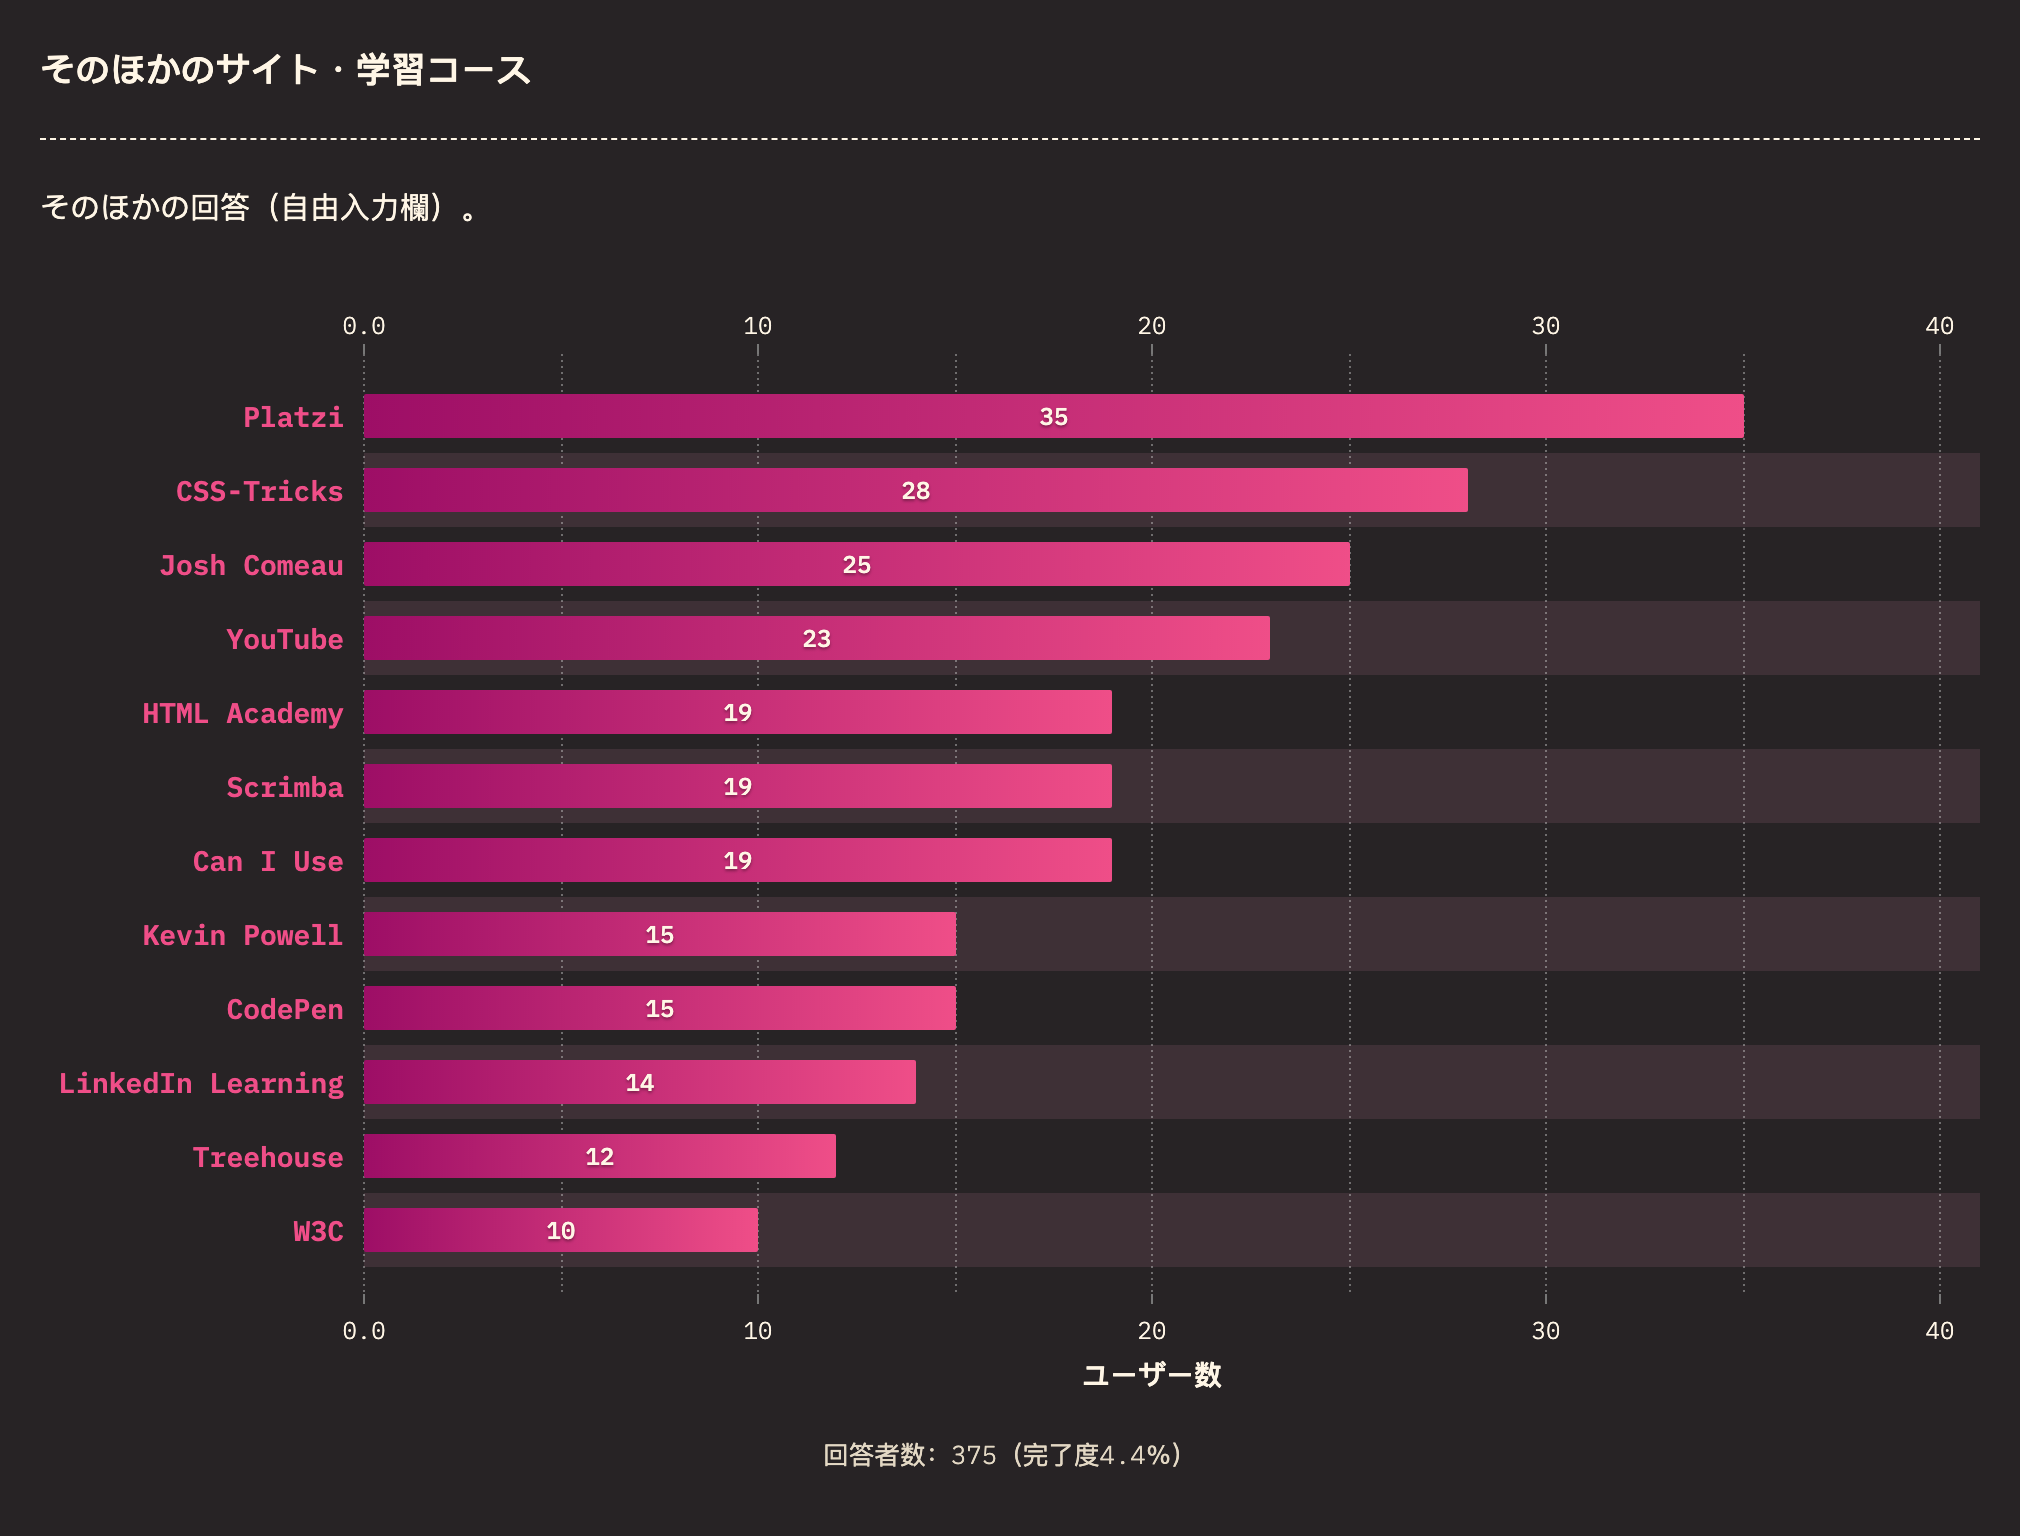 そのほかのサイト・学習コース
そのほかの回答（自由入力欄）。
0.0 10 20 30 40
Platzi 35
CSS-Tricks 28
Josh Comeau 25
YouTube 23
HTML Academy 19
Scrimba 19
Can I Use 19
Kevin Powell 15
CodePen 15
LinkedIn Learning 14
Treehouse 12
W3C 10
0.0 10 20 30 40
ユーザー数
回答者数: 375 (完了度4.4%)